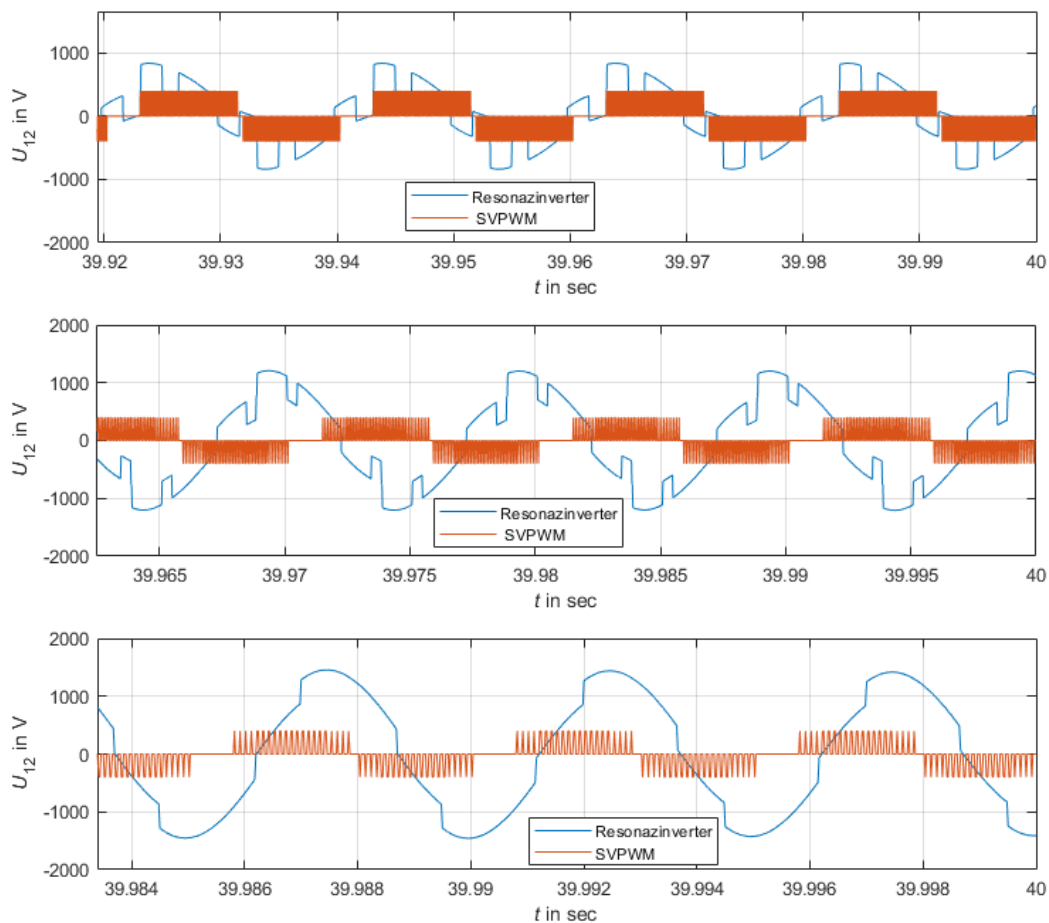 1000
0
-1000
-2000
U12 in V
Resonazinverter
SVPWM
39.92 39.93 39.94 39.95 39.96 39.97 39.98 39.99 40
t in sec
2000
1000
0
-1000
-2000
U12 in V
Resonazinverter
SVPWM
39.965 39.97 39.975 39.98 39.985 39.99 39.995 40
t in sec
2000
1000
0
-1000
-2000
U12 in V
Resonazinverter
SVPWM
39.984 39.986 39.988 39.99 39.992 39.994 39.996 39.998 40
t in sec